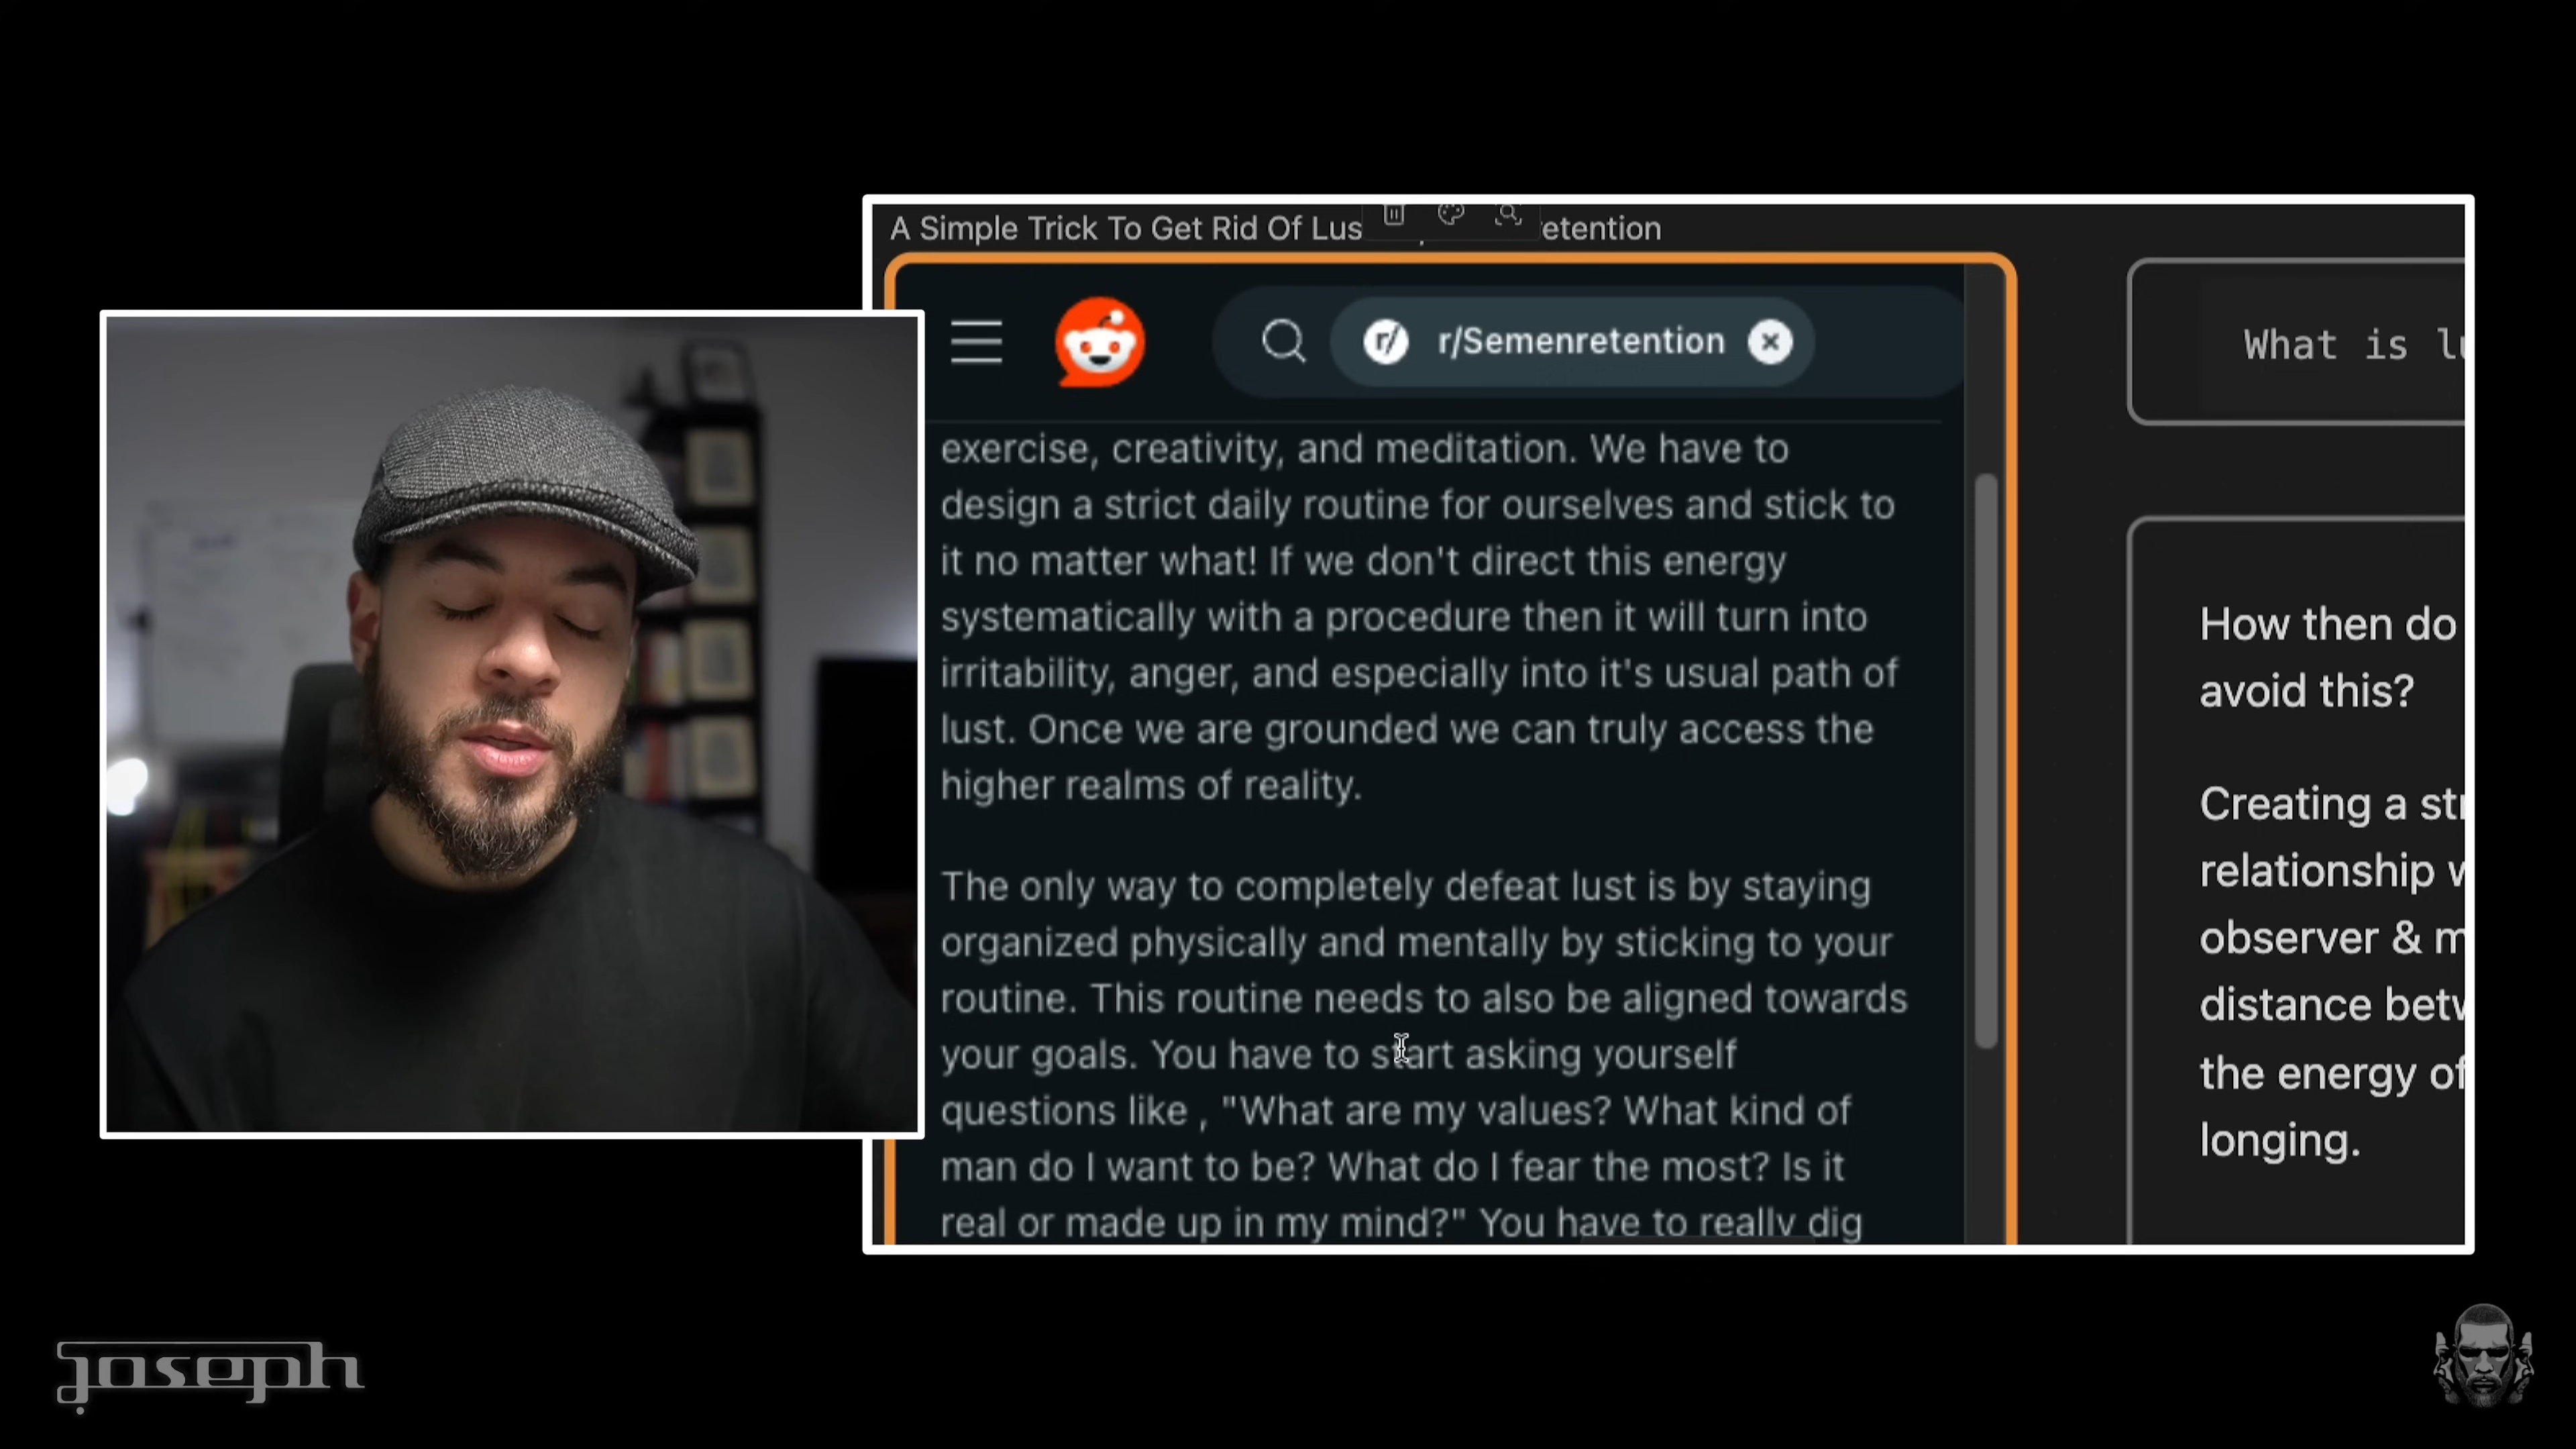 A Simple Trick To Get Rid Of Lus etention
r/ r/Semenretention
exercise, creativity, and meditation. We have to
design a strict daily routine for ourselves and stick to
it no matter what! If we don't direct this energy
systematically with a procedure then it will turn into
irritability, anger, and especially into it's usual path of
lust. Once we are grounded we can truly access the
higher realms of reality.
The only way to completely defeat lust is by staying
organized physically and mentally by sticking to your
routine. This routine needs to also be aligned towards
your goals. You have to start asking yourself
questions like , "What are my values? What kind of
man do I want to be? What do I fear the most? Is it
real or made up in my mind?" You have to really dig
What is lu
How then do
avoid this?
Creating a str
relationship w
observer & m
distance betw
the energy of
longing.
joseph